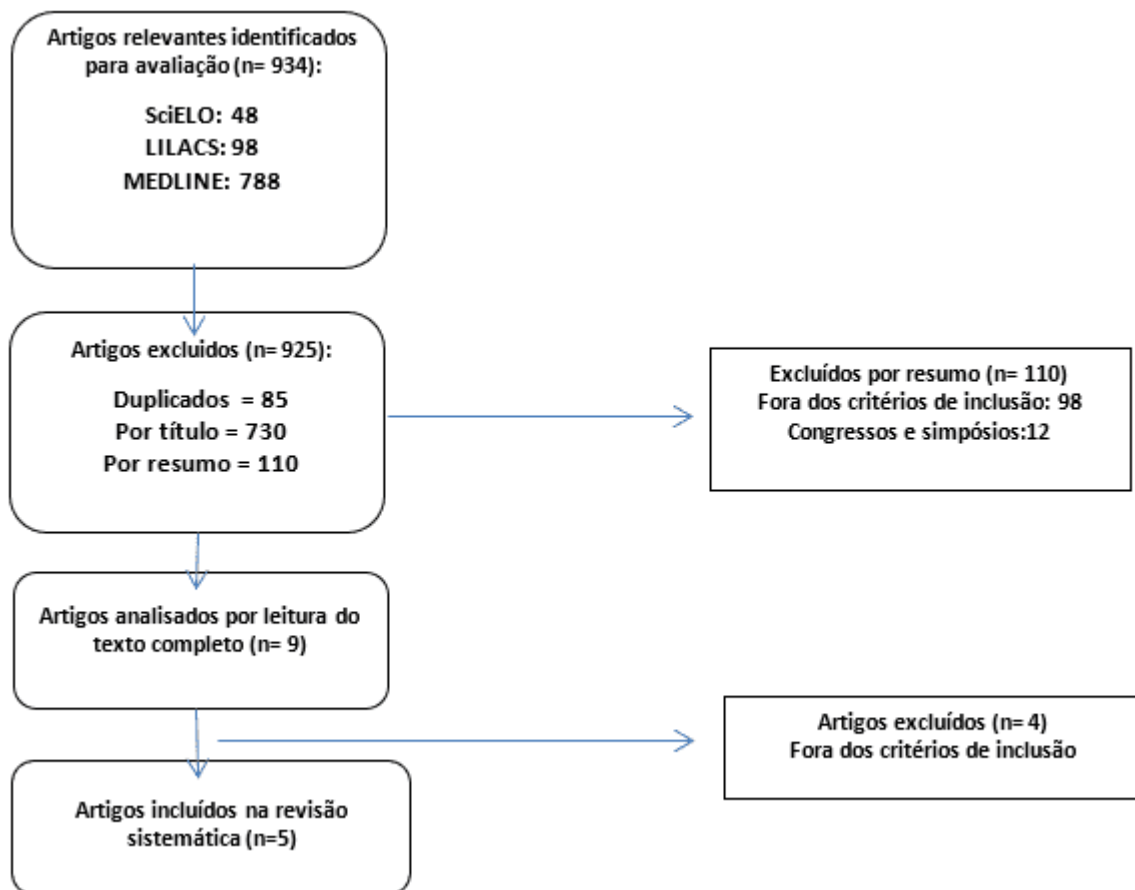 Artigos relevantes identificados
para avaliação (n= 934):
SciELO: 48
LILACS: 98
MEDLINE: 788
Artigos excluidos (n= 925):
Duplicados = 85
Por título = 730
Por resumo = 110
Excluídos por resumo (n= 110)
Fora dos critérios de inclusão: 98
Congressos e simpósios:12
Artigos analisados por leitura do
texto completo (n= 9)
Artigos excluídos (n= 4)
Fora dos critérios de inclusão
Artigos incluídos na revisão
sistemática (n=5)